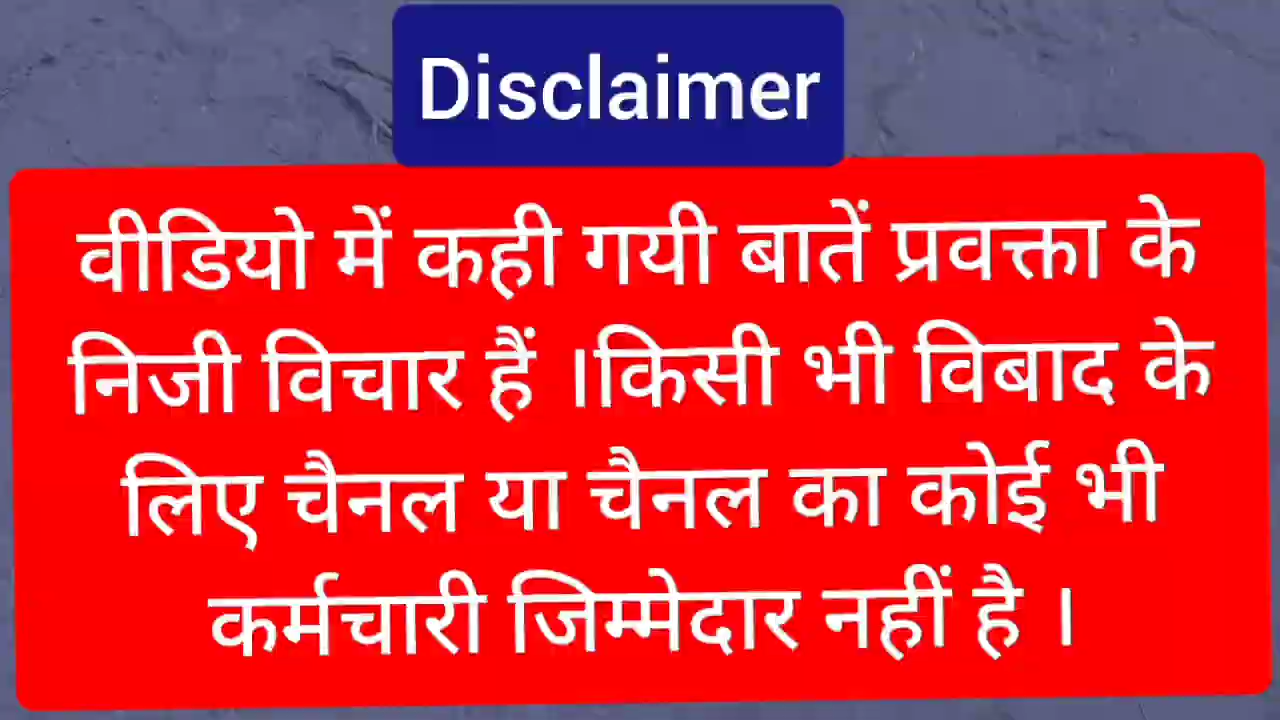 Disclaimer
वीडियो में कही गयी बातें प्रवक्ता के
निजी विचार हैं ।किसी भी विबाद के
लिए चैनल या चैनल का कोई भी
कर्मचारी जिम्मेदार नहीं है ।